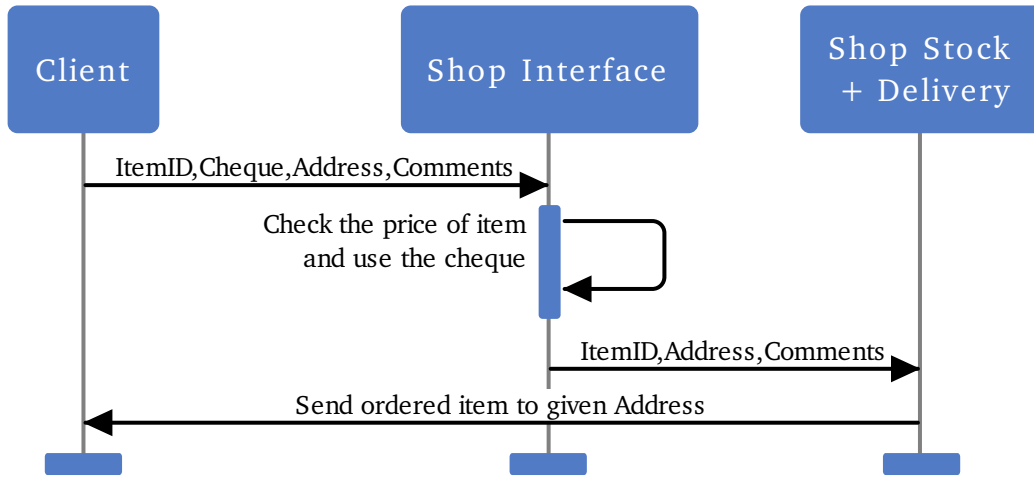 Client
Shop Interface
Shop Stock
+ Delivery
ItemID,Cheque,Address,Comments
Check the price of item
and use the cheque
ItemID,Address,Comments
Send ordered item to given Address